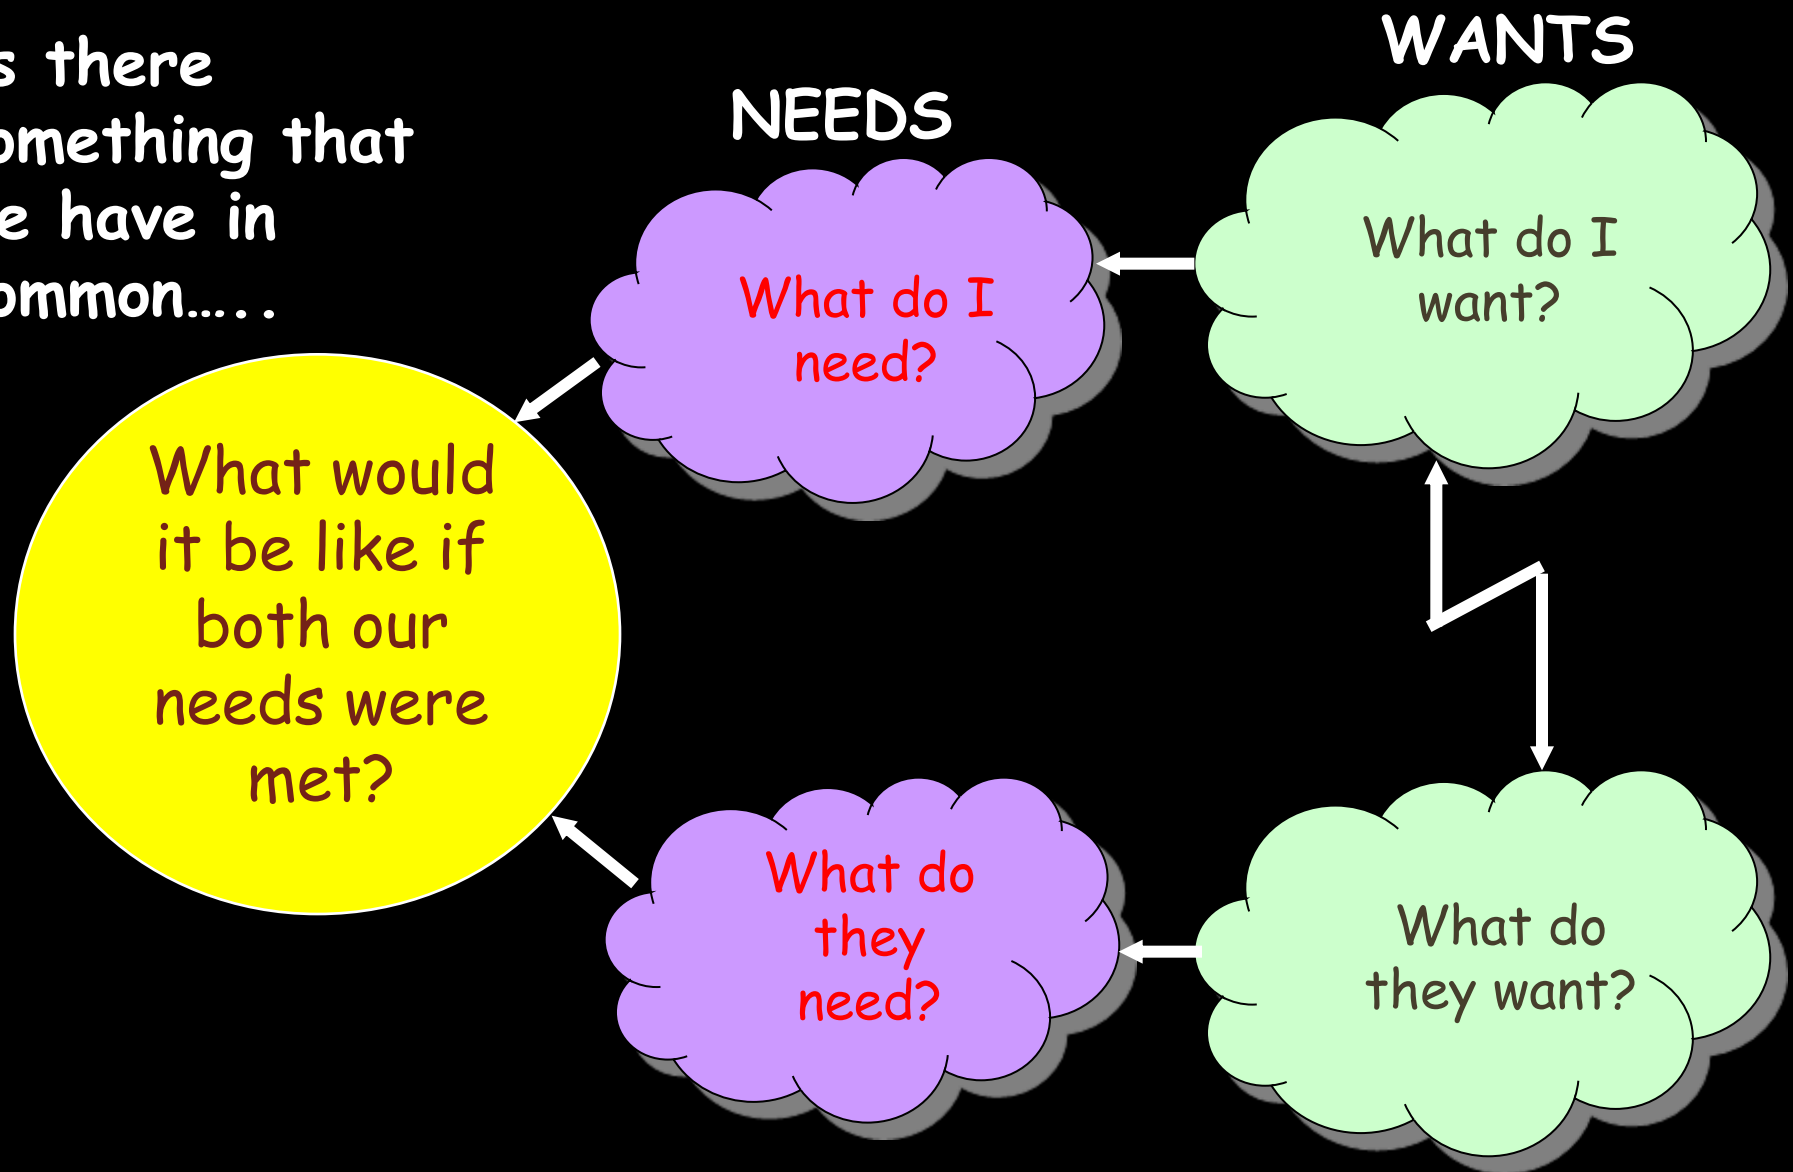 s there
omething that
e have in
ommon.....
NEEDS
WANTS
What do I
need?
What do I
want?
What would
it be like if
both our
needs were
met?
What do
they
need?
What do
they want?